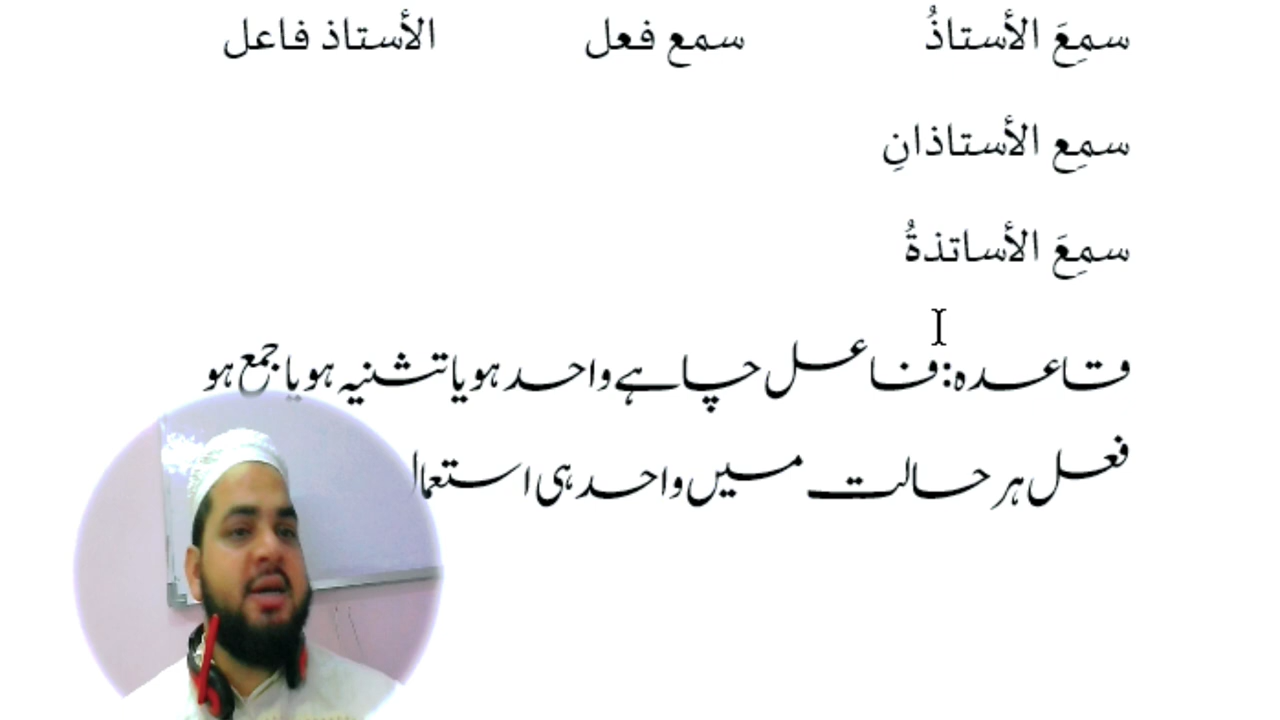 سمِعَ الأستاذُ سمع فعل الأستاذ فاعل
سمِع الأستاذانِ
سمِعَ الأساتذةُ
قاعدہ: فاعل چاہے واحد ہو یا تثنیہ ہو یا جمع ہو
فعل ہر حالت میں واحد ہی استعمال